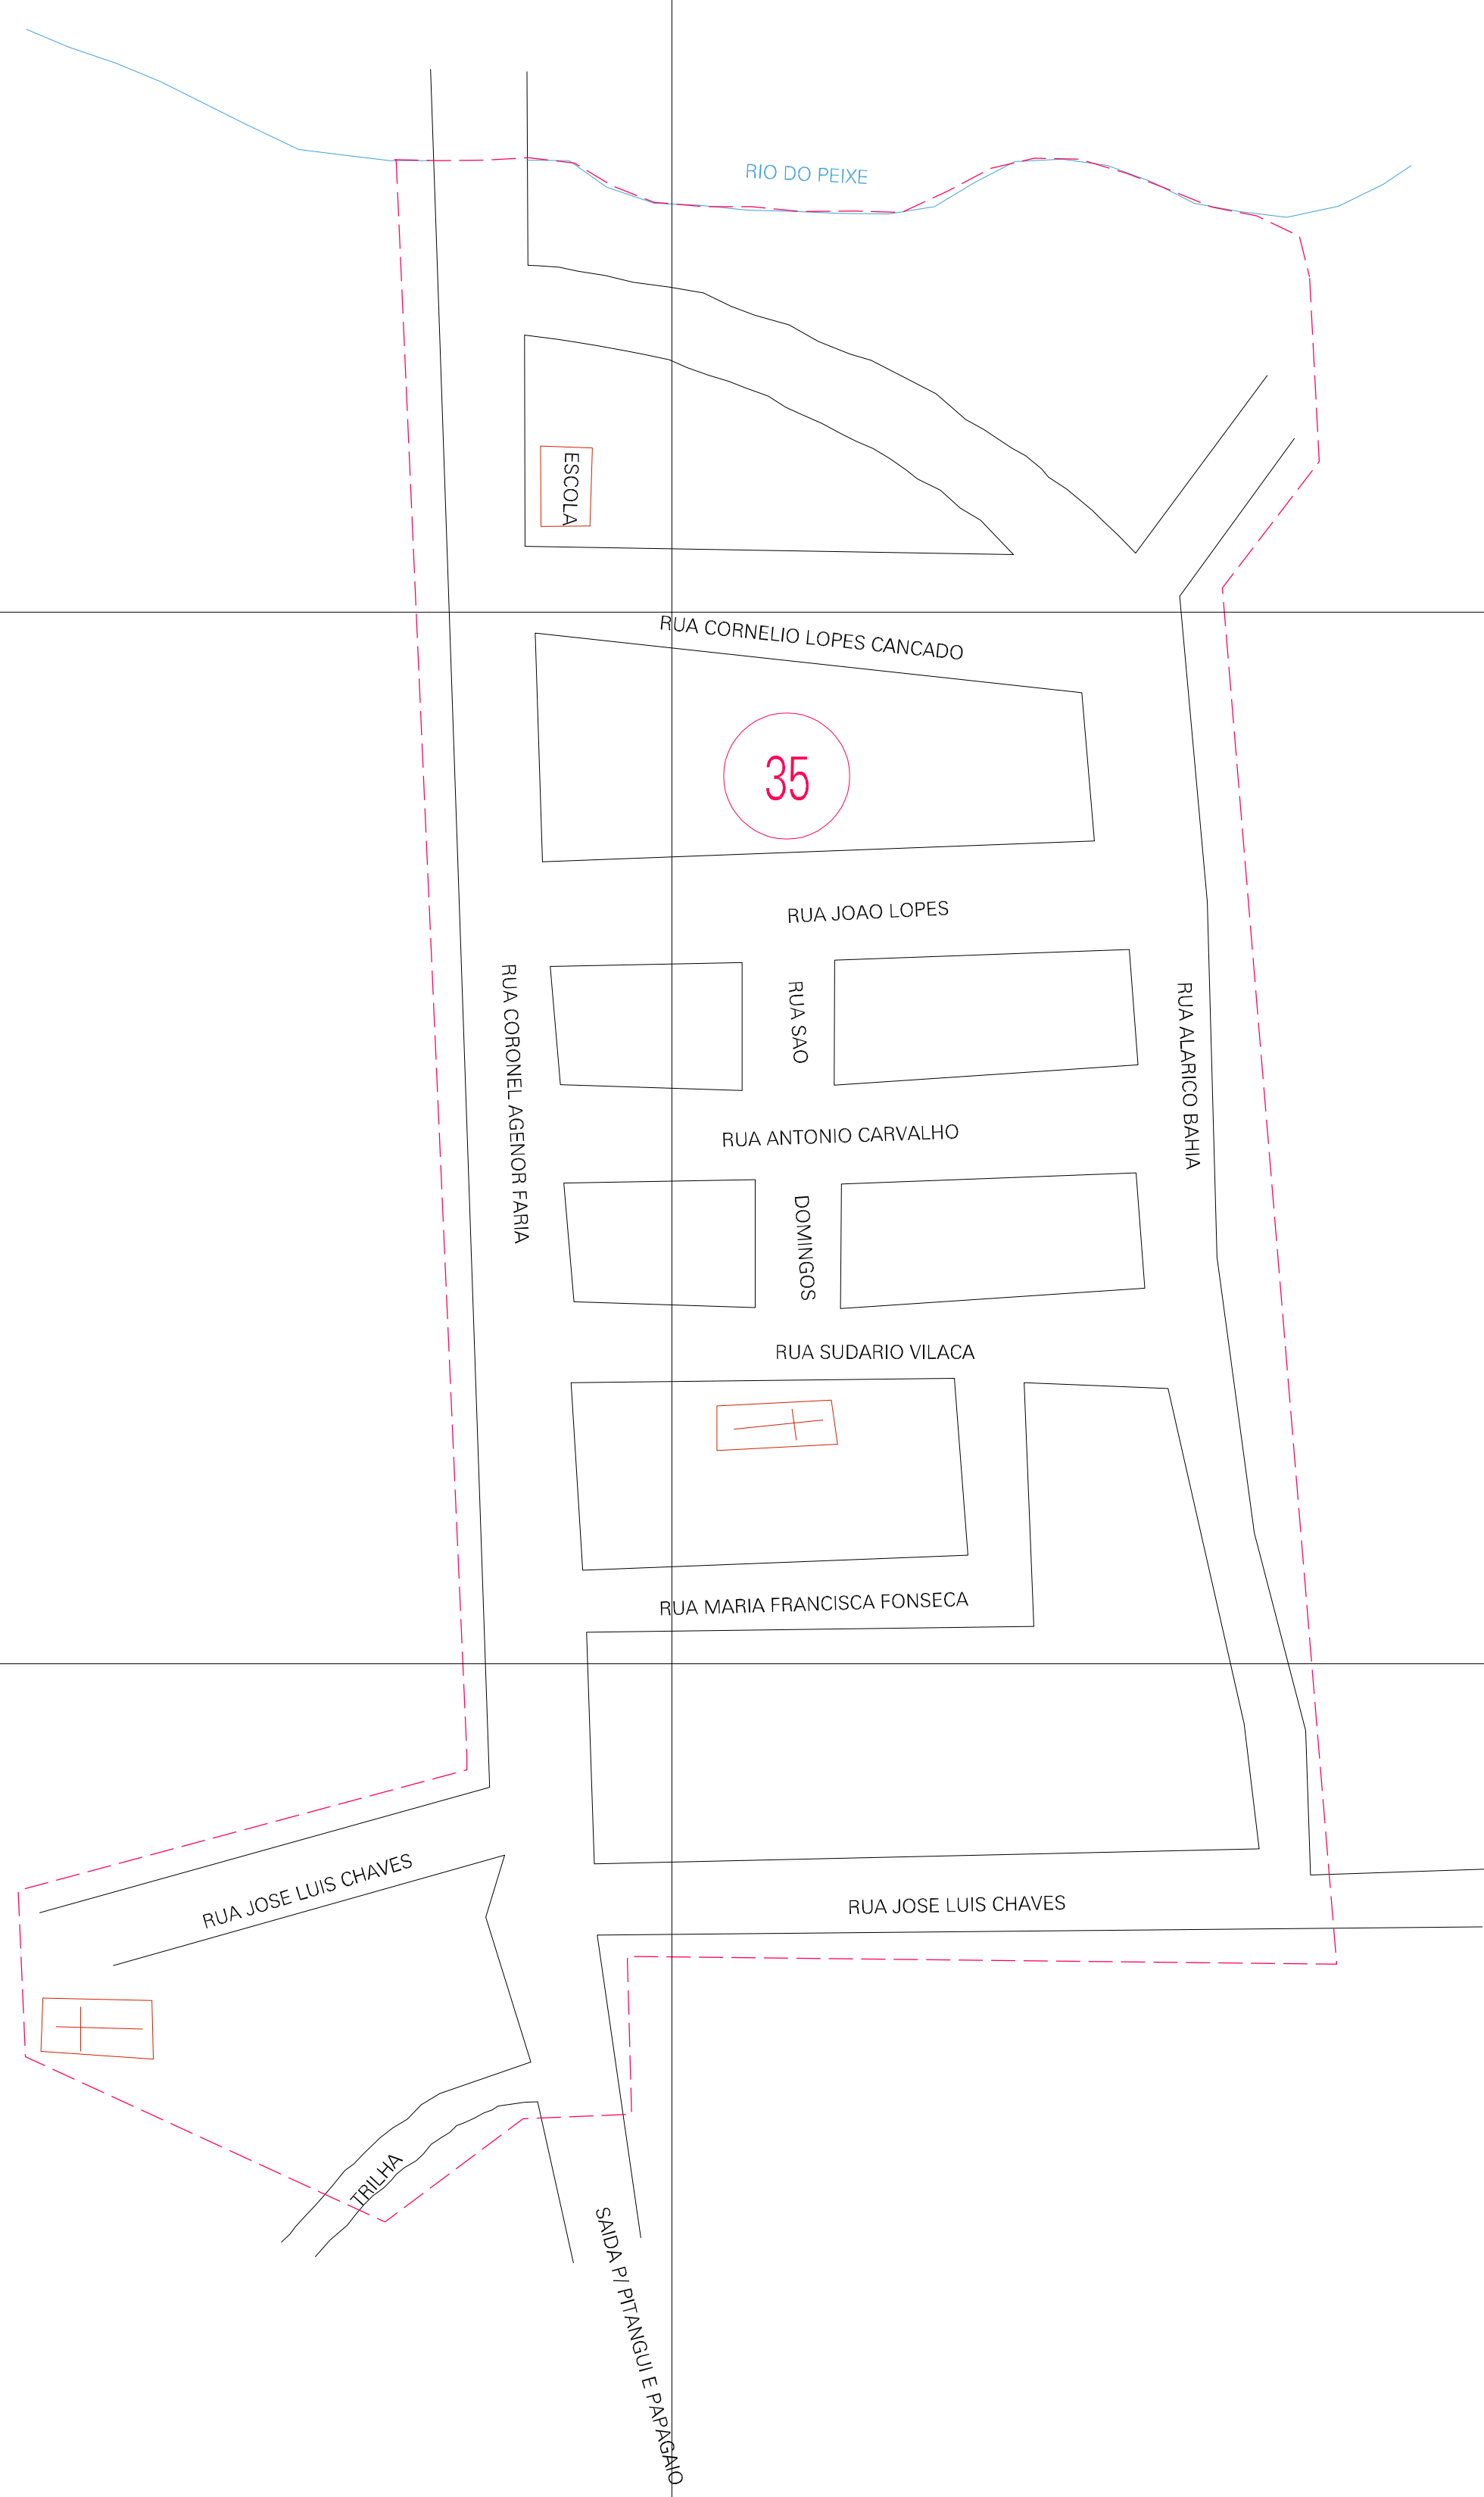 RIO DO PEIXE
ESCOLA
RUA CORNELIO LOPES CANCADO
35
RUA JOAO LOPES
RUA CORONEL AGENOR FARIA
RUA SAO
RUA ALARICO BAHIA
RUA ANTONIO CARVALHO
DOMINGOS
RUA SUDARIO VILACA
RUA MARIA FRANCISCA FONSECA
RUA JOSE LUIS CHAVES
RUA JOSE LUIS CHAVES
TRILHA
SAIDA P/ PITANGUI E PAPAGAIO